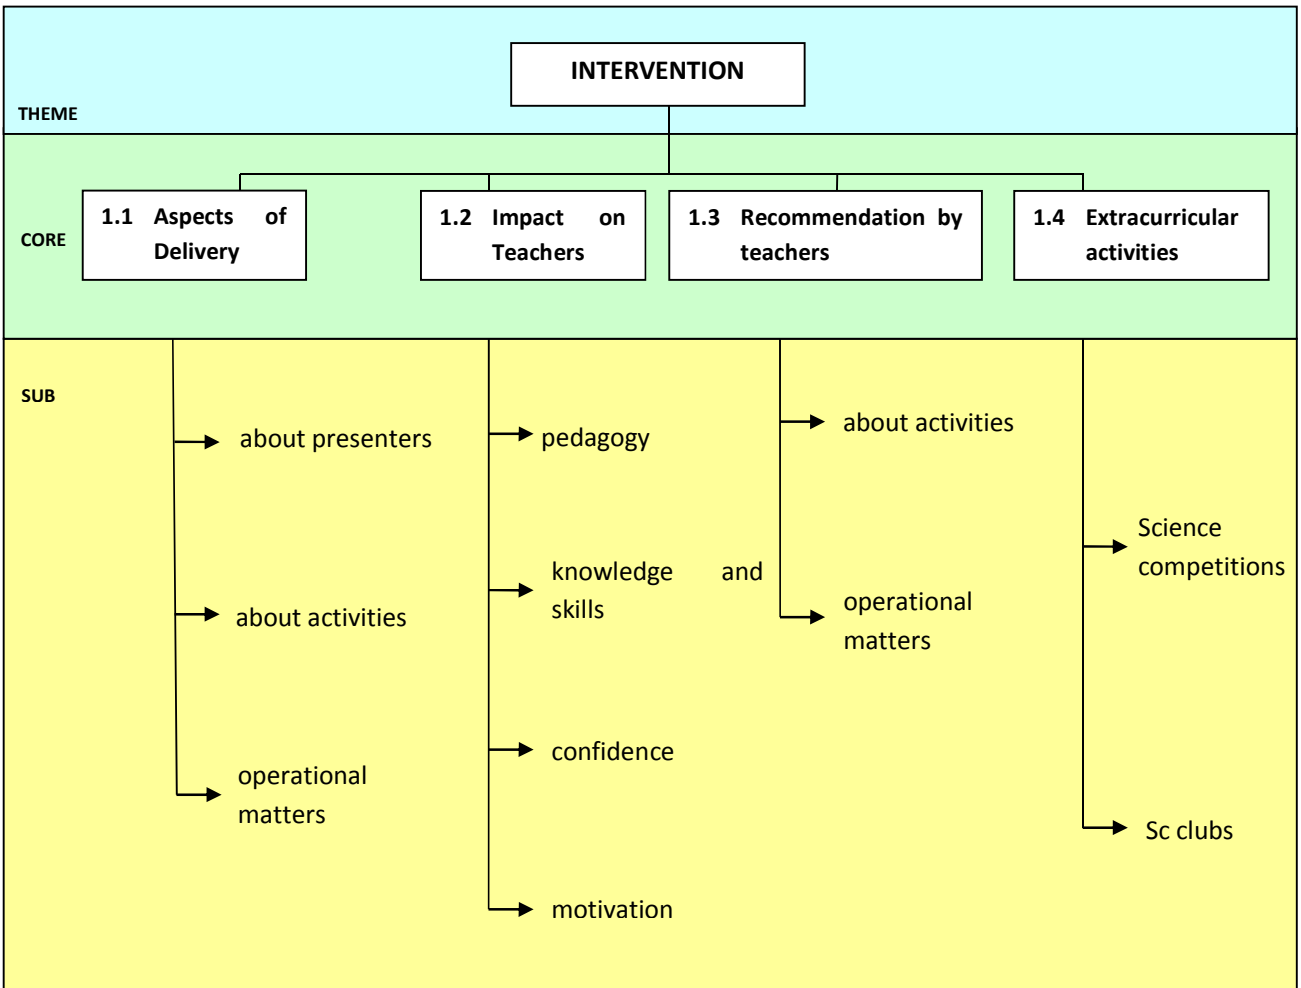 INTERVENTION
THEME
CORE
1.1 Aspects of
Delivery
1.2 Impact on
Teachers
1.3 Recommendation by
teachers
1.4 Extracurricular
activities
SUB
about presenters
about activities
operational
matters
pedagogy
knowledge and
skills
confidence
motivation
about activities
operational
matters
Science
competitions
Sc clubs